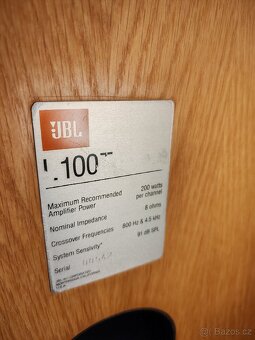 JBL
L100T
Maximum Recommended 200 watts
Amplifier Power per channel
Nominal Impedance 8 ohms
Crossover Frequencies 800 Hz & 4.5 kHz
System Sensitivity* 91 dB SPL
Serial
Bazoš.cz